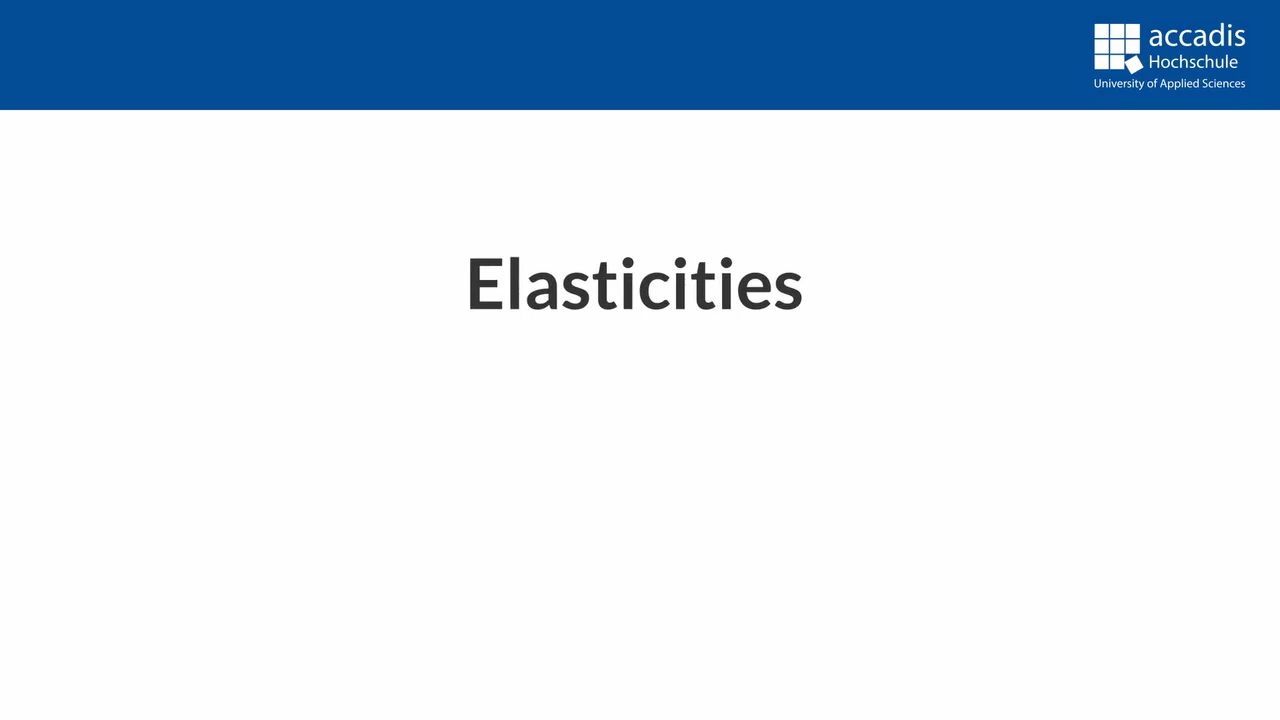 accadis
Hochschule
University of Applied Sciences
Elasticities